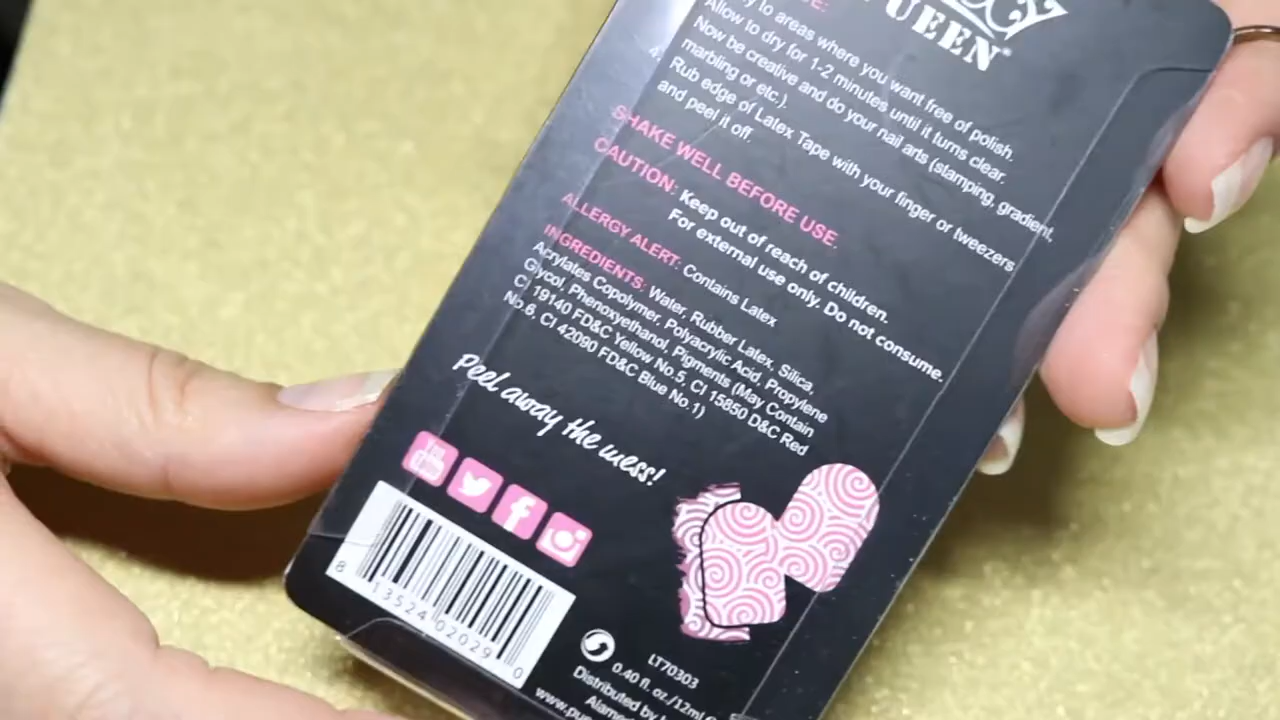 UEEN
to areas where you want free of polish.
Allow to dry for 1-2 minutes until it turns clear.
Now be creative and do your nail arts (stamping, gradient,
marbling or etc.).
4. Rub edge of Latex Tape with your finger or tweezers
and peel it off.
SHAKE WELL BEFORE USE.
CAUTION: Keep out of reach of children.
For external use only. Do not consume.
ALLERGY ALERT: Contains Latex
INGREDIENTS: Water, Rubber Latex, Silica,
Acrylates Copolymer, Polyacrylic Acid, Propylene
Glycol, Phenoxyethanol, Pigments (May Contain
CI 19140 FD&C Yellow No.5, CI 15850 D&C Red
No.6, CI 42090 FD&C Blue No.1)
Peel away the mess!
You Tube
8 13524 02029 0
LT70303
0.40 fl. oz./12ml
Distributed by
www.